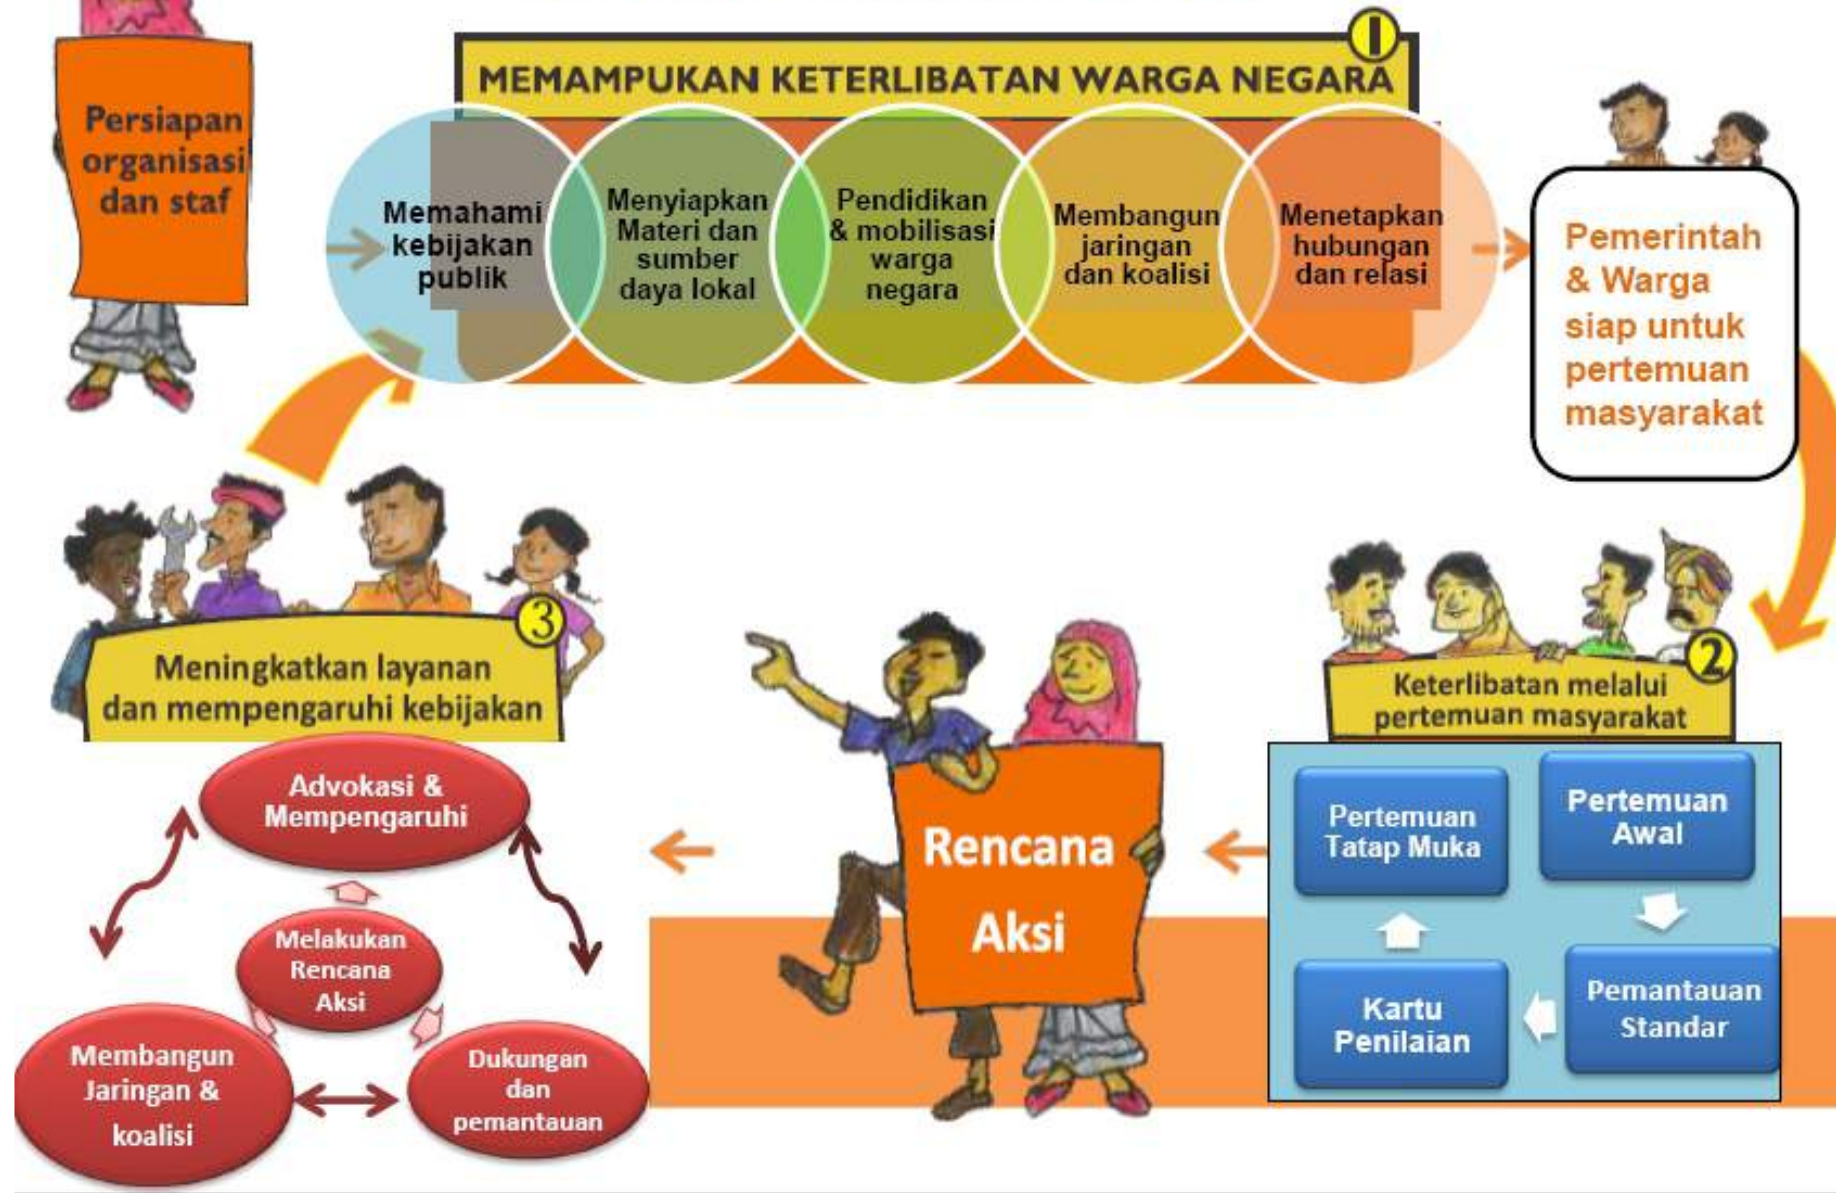 Persiapan
organisasi
dan staf
1
MEMAMPUKAN KETERLIBATAN WARGA NEGARA
Memahami
kebijakan
publik
Menyiapkan
Materi dan
sumber
daya lokal
Pendidikan
& mobilisasi
warga
negara
Membangun
jaringan
dan koalisi
Menetapkan
hubungan
dan relasi
Pemerintah
& Warga
siap untuk
pertemuan
masyarakat
2
Keterlibatan melalui
pertemuan masyarakat
Pertemuan
Awal
Pemantauan
Standar
Kartu
Penilaian
Pertemuan
Tatap Muka
Rencana
Aksi
3
Meningkatkan layanan
dan mempengaruhi kebijakan
Advokasi &
Mempengaruhi
Melakukan
Rencana
Aksi
Membangun
Jaringan &
koalisi
Dukungan
dan
pemantauan